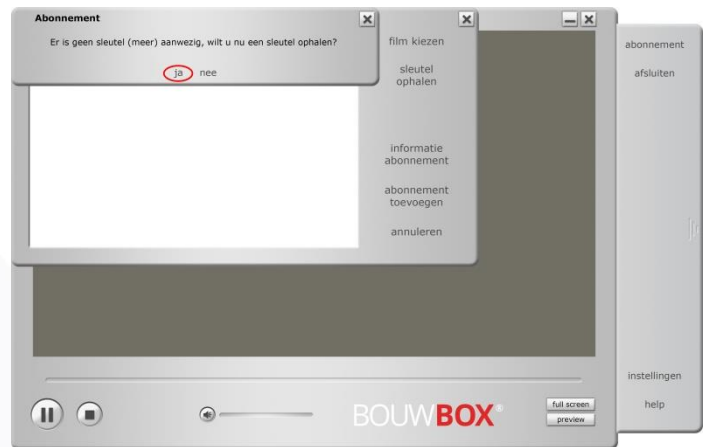 Abonnement
Er is geen sleutel (meer) aanwezig, wilt u nu een sleutel ophalen?
ja nee
film kiezen
sleutel
ophalen
informatie
abonnement
abonnement
toevoegen
annuleren
abonnement
afsluiten
instellingen
help
BOUWBOX®
full screen
preview